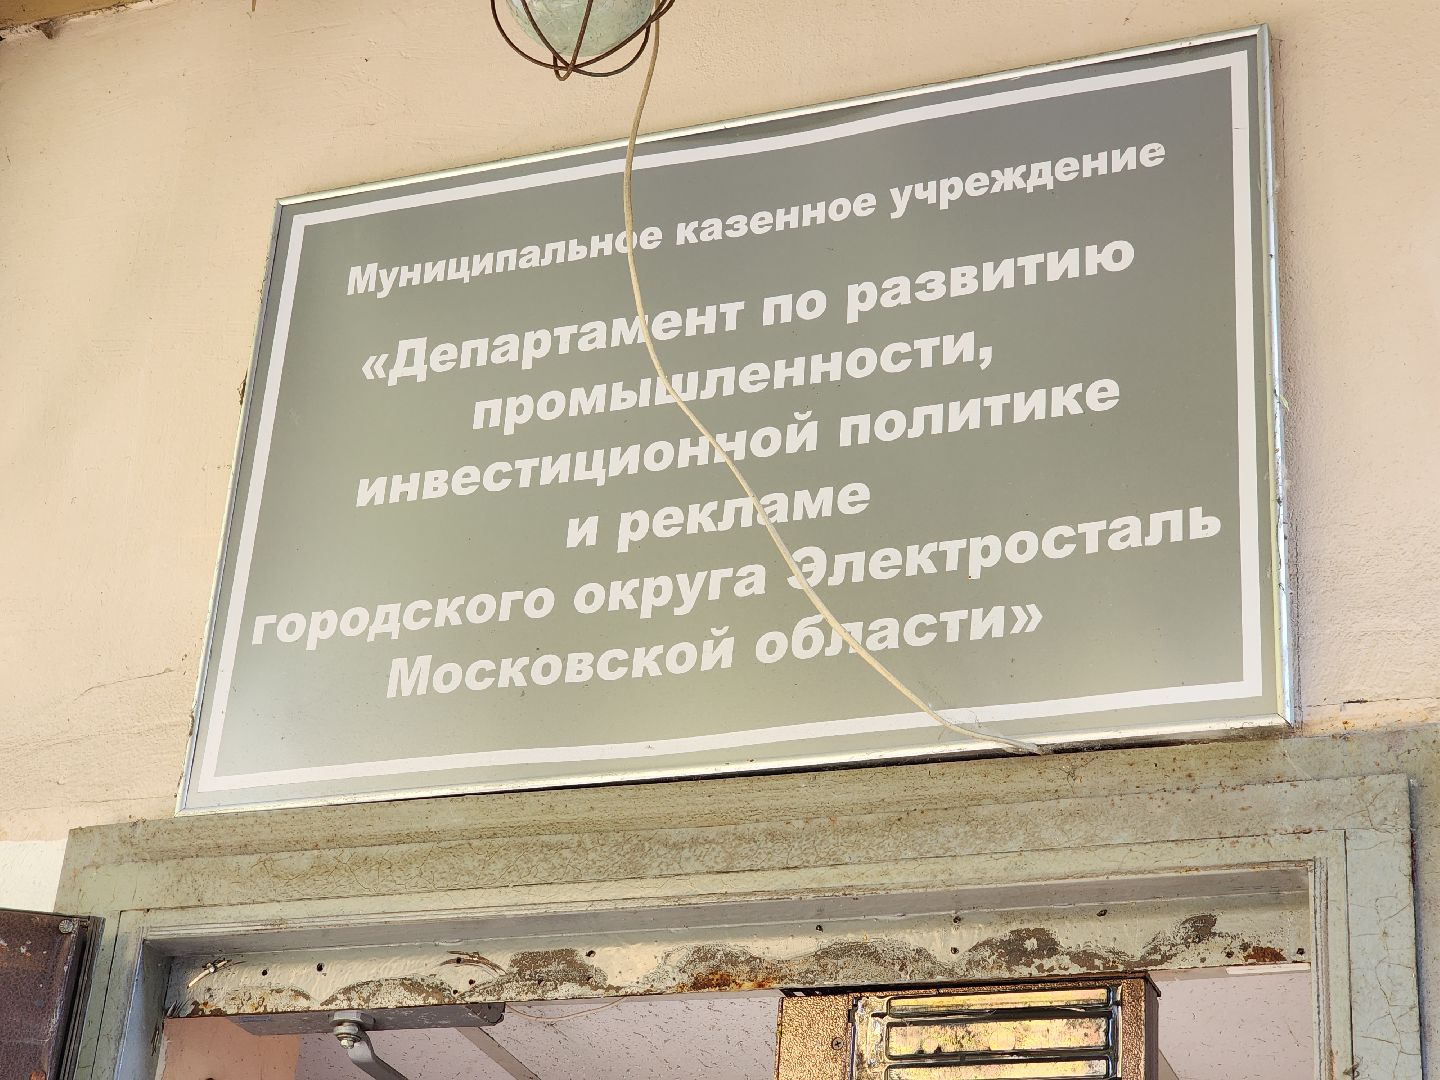 Муниципальное казенное учреждение
«Департамент по развитию
промышленности,
инвестиционной политике
и рекламе
городского округа Электросталь
Московской области»